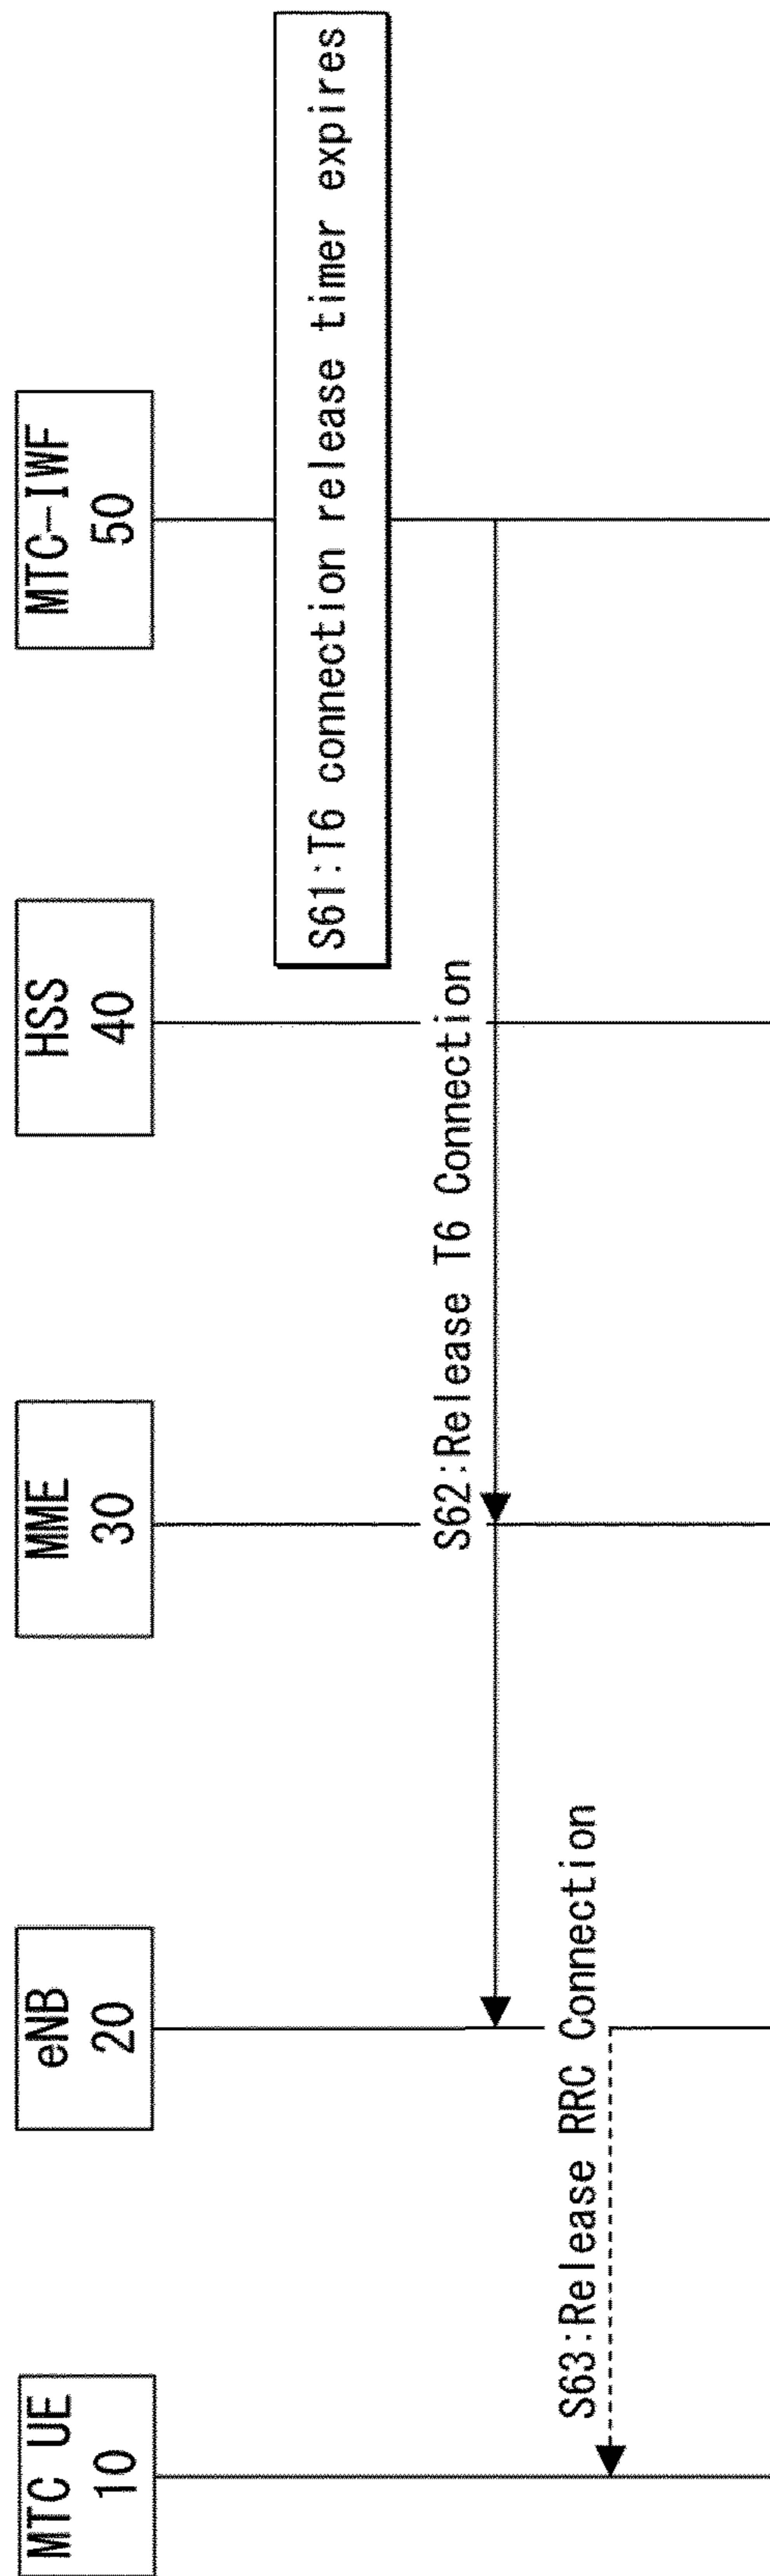 MTC UE
10
eNB
20
MME
30
HSS
40
MTC-IWF
50
S61:T6 connection release timer expires
S62:Release T6 Connection
S63:Release RRC Connection